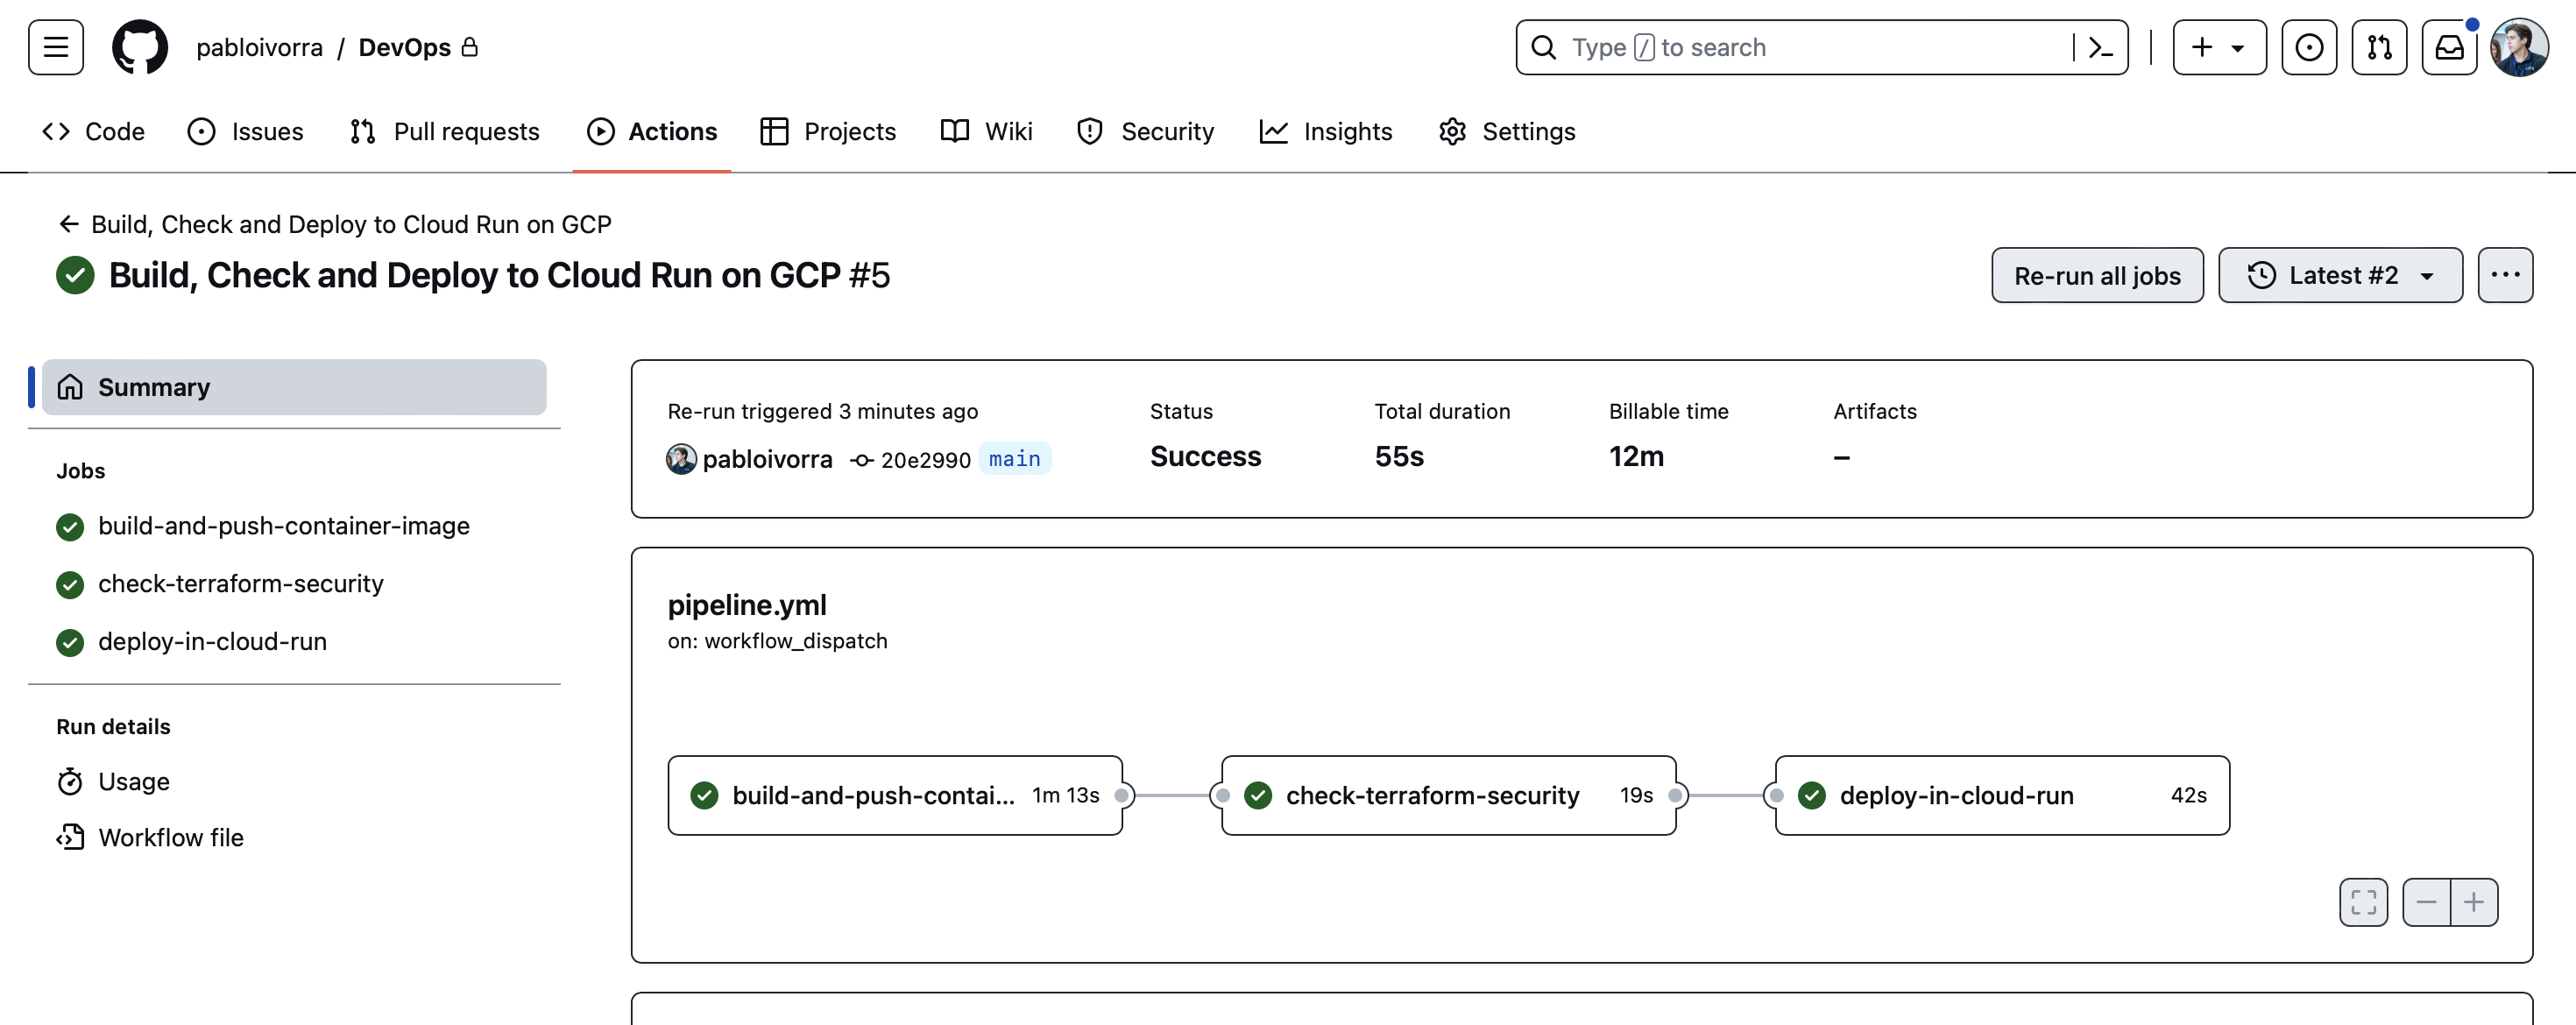 pabloivorra / DevOps
Type / to search
Code Issues Pull requests Actions Projects Wiki Security Insights Settings
Build, Check and Deploy to Cloud Run on GCP
Build, Check and Deploy to Cloud Run on GCP #5
Re-run all jobs
Latest #2
Summary
Jobs
build-and-push-container-image
check-terraform-security
deploy-in-cloud-run
Run details
Usage
Workflow file
Re-run triggered 3 minutes ago
pabloivorra 20e2990 main
Status
Success
Total duration
55s
Billable time
12m
Artifacts
–
pipeline.yml
on: workflow_dispatch
build-and-push-contai... 1m 13s
check-terraform-security 19s
deploy-in-cloud-run 42s